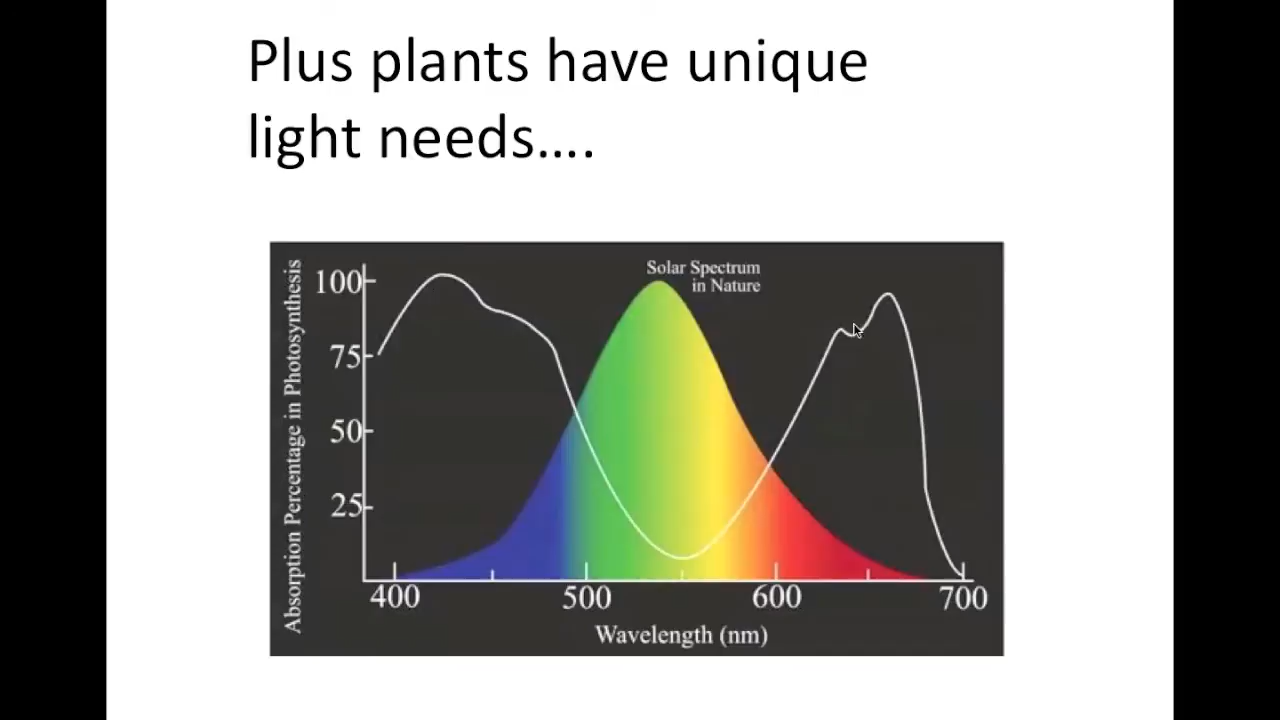 Plus plants have unique
light needs....
Solar Spectrum
in Nature
Absorption Percentage in Photosynthesis
100
75
50
25
400 500 600 700
Wavelength (nm)